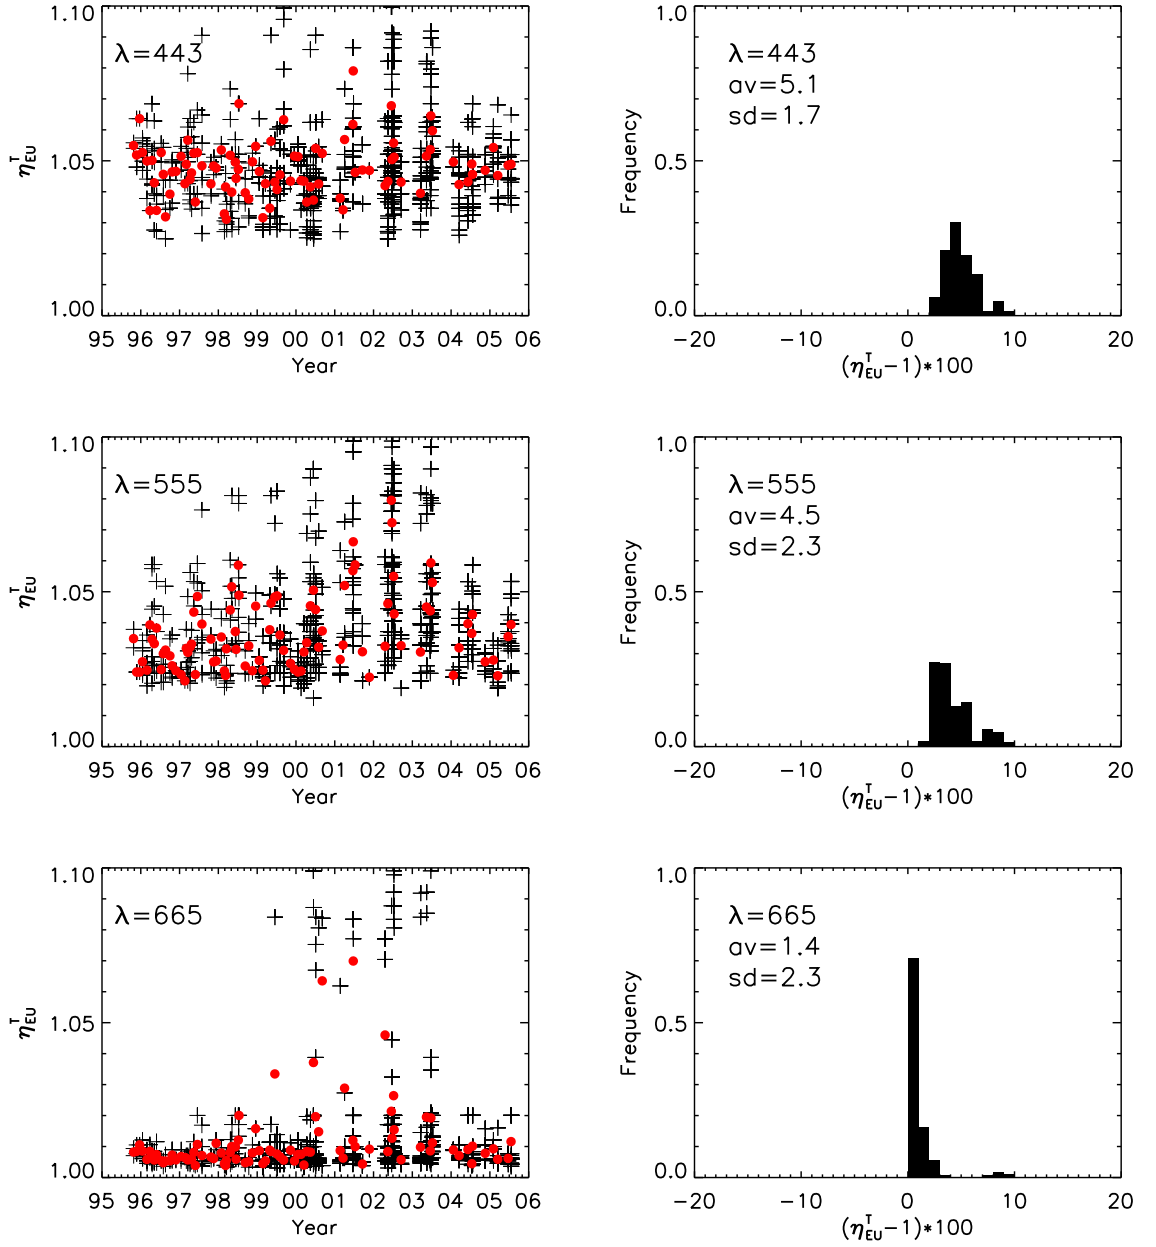 1.10
λ=443
1.05
η^T_EU
1.00
95 96 97 98 99 00 01 02 03 04 05 06
Year
1.0
λ=443
av=5.1
sd=1.7
0.5
Frequency
0.0
−20 −10 0 10 20
(η^T_EU−1)*100
1.10
λ=555
1.05
η^T_EU
1.00
95 96 97 98 99 00 01 02 03 04 05 06
Year
1.0
λ=555
av=4.5
sd=2.3
0.5
Frequency
0.0
−20 −10 0 10 20
(η^T_EU−1)*100
1.10
λ=665
1.05
η^T_EU
1.00
95 96 97 98 99 00 01 02 03 04 05 06
Year
1.0
λ=665
av=1.4
sd=2.3
0.5
Frequency
0.0
−20 −10 0 10 20
(η^T_EU−1)*100